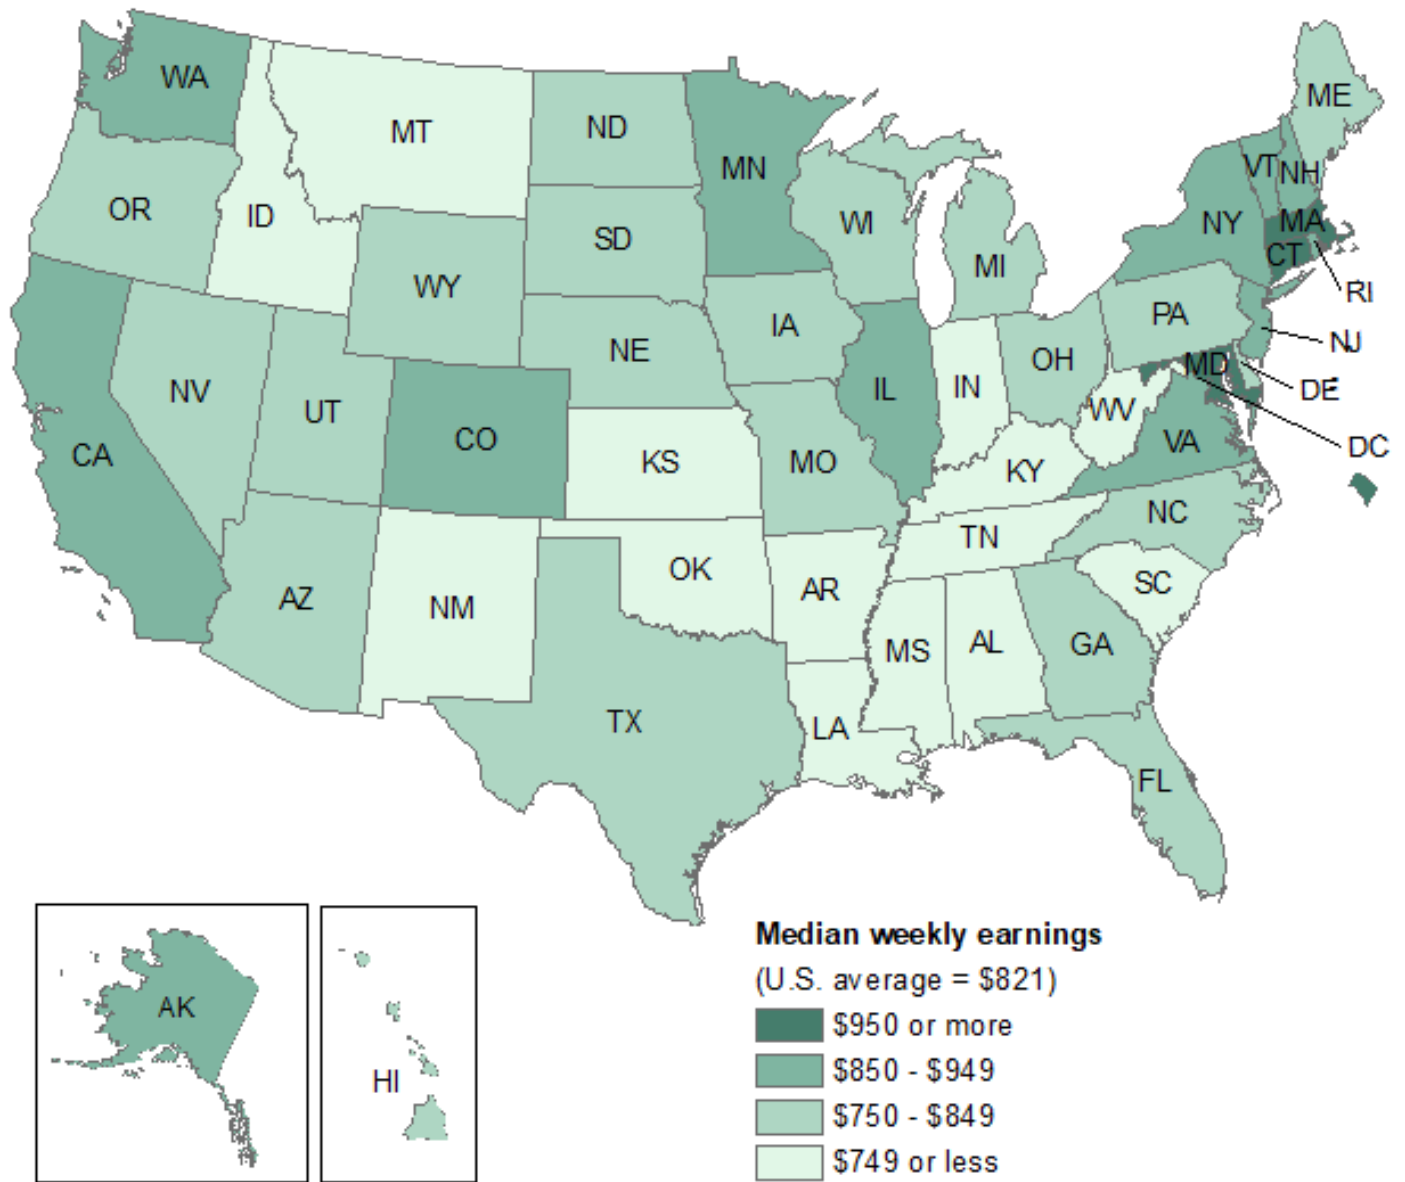 WA
MT
ND
MN
ME
VT
NH
OR
ID
SD
WI
NY
MA
CT
WY
MI
RI
IA
PA
NE
NJ
NV
UT
OH
MD
IN
IL
DE
CO
WV
CA
KS
MO
KY
VA
DC
NC
TN
OK
AR
SC
AZ
NM
MS
AL
GA
TX
LA
FL
AK
HI
Median weekly earnings
(U.S. average = $821)
$950 or more
$850 - $949
$750 - $849
$749 or less